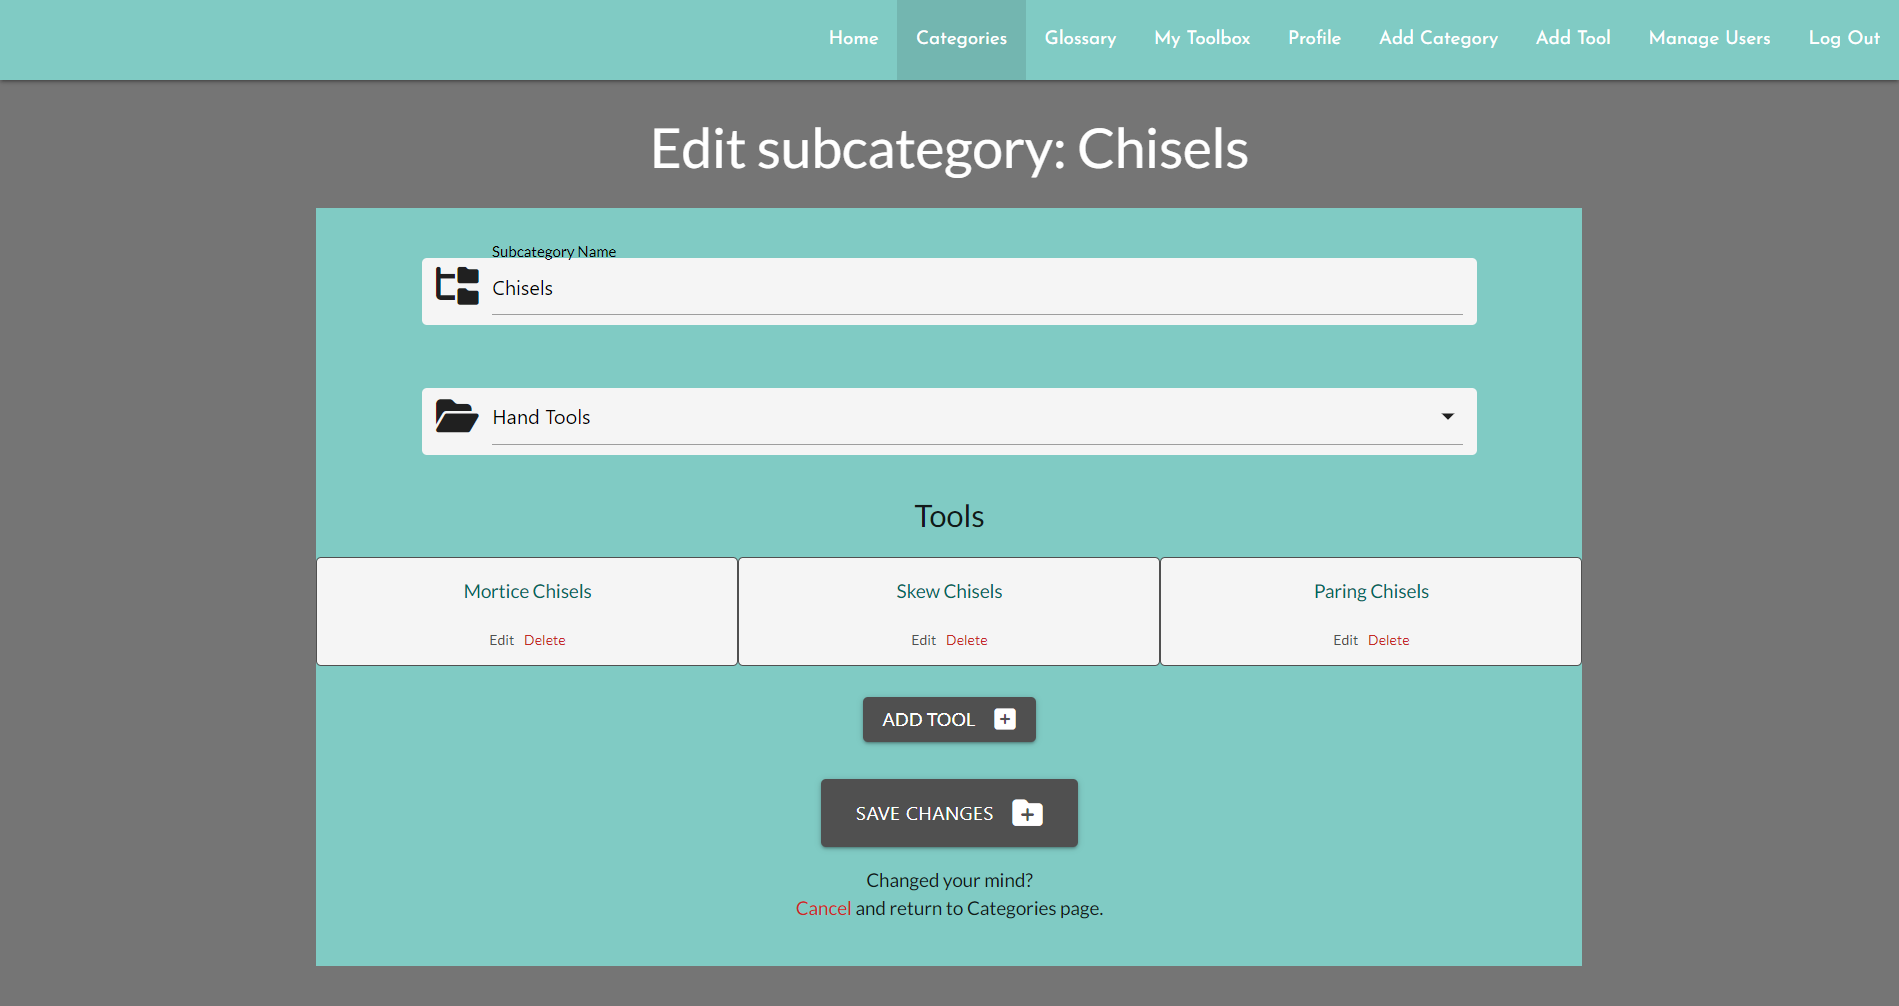 Home Categories Glossary My Toolbox Profile Add Category Add Tool Manage Users Log Out
Edit subcategory: Chisels
Subcategory Name
Chisels
Hand Tools
Tools
Mortice Chisels
Edit Delete
Skew Chisels
Edit Delete
Paring Chisels
Edit Delete
ADD TOOL
SAVE CHANGES
Changed your mind?
Cancel and return to Categories page.